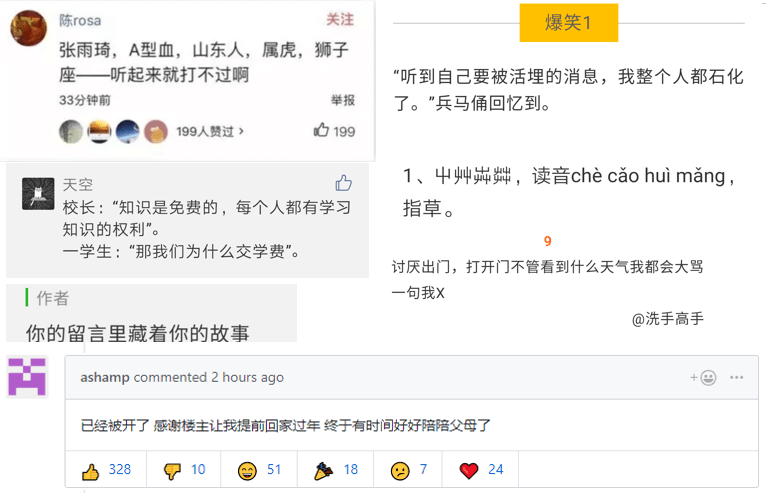 陈rosa
关注
张雨琦，A型血，山东人，属虎，狮子
座——听起来就打不过啊
33分钟前
举报
199人赞过 >
199
天空
校长：“知识是免费的，每个人都有学习
知识的权利”。
一学生：“那我们为什么交学费”。
作者
你的留言里藏着你的故事
爆笑1
“听到自己要被活埋的消息，我整个人都石化
了。”兵马俑回忆到。
1、屮艸芔茻，读音chè cǎo huì mǎng，
指草。
9
讨厌出门，打开门不管看到什么天气我都会大骂
一句我X
@洗手高手
ashamp commented 2 hours ago
已经被开了 感谢楼主让我提前回家过年 终于有时间好好陪陪父母了
328
10
51
18
7
24